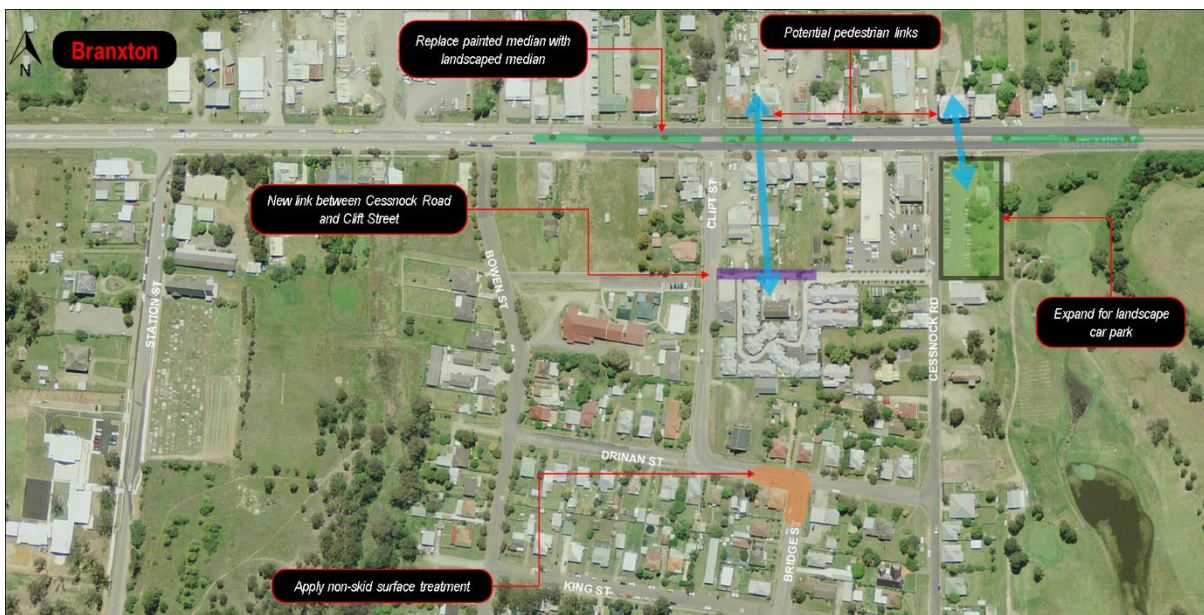 Branxton
N
Replace painted median with
landscaped median
Potential pedestrian links
New link between Cessnock Road
and Clift Street
CLIFT ST
BOWEN ST
STATION ST
CESSNOCK RD
Expand for landscape
car park
DRINAN ST
BRIDGE ST
Apply non-skid surface treatment
KING ST